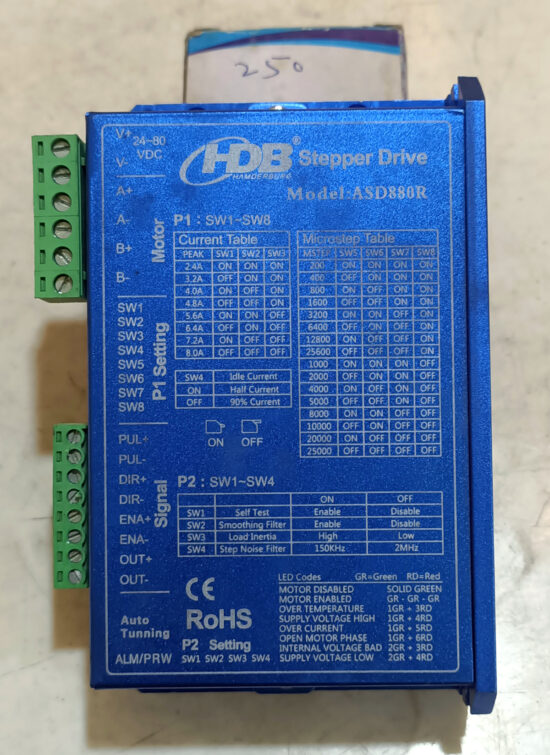 250
V+
24~80
VDC
V-
A+
A-
B+
B-
Motor
SW1
SW2
SW3
SW4
SW5
SW6
SW7
SW8
P1 Setting
PUL+
PUL-
DIR+
DIR-
ENA+
ENA-
OUT+
OUT-
Signal
Auto
Tunning
ALM/PRW
HDB® Stepper Drive
HAMDERBURG
Model:ASD880R
P1 : SW1~SW8
Current Table
PEAK SW1 SW2 SW3
2.4A ON ON ON
3.2A OFF ON ON
4.0A ON OFF ON
4.8A OFF OFF ON
5.6A ON ON OFF
6.4A OFF ON OFF
7.2A ON OFF OFF
8.0A OFF OFF OFF
SW4 Idle Current
ON Half Current
OFF 90% Current
ON OFF
Microstep Table
MSTEP SW5 SW6 SW7 SW8
200 ON ON ON ON
400 OFF ON ON ON
800 ON OFF ON ON
1600 OFF OFF ON ON
3200 ON ON OFF ON
6400 OFF ON OFF ON
12800 ON OFF OFF ON
25600 OFF OFF OFF ON
1000 ON ON ON OFF
2000 OFF ON ON OFF
4000 ON OFF ON OFF
5000 OFF OFF ON OFF
8000 ON ON OFF OFF
10000 OFF ON OFF OFF
20000 ON OFF OFF OFF
25000 OFF OFF OFF OFF
P2 : SW1~SW4
ON OFF
SW1 Self Test Enable Disable
SW2 Smoothing Filter Enable Disable
SW3 Load Inertia High Low
SW4 Step Noise Filter 150KHz 2MHz
CE
RoHS
P2 Setting
SW1 SW2 SW3 SW4
LED Codes GR=Green RD=Red
MOTOR DISABLED SOLID GREEN
MOTOR ENABLED GR - GR - GR
OVER TEMPERATURE 1GR + 3RD
SUPPLY VOLTAGE HIGH 1GR + 4RD
OVER CURRENT 1GR + 5RD
OPEN MOTOR PHASE 1GR + 6RD
INTERNAL VOLTAGE BAD 2GR + 3RD
SUPPLY VOLTAGE LOW 2GR + 4RD